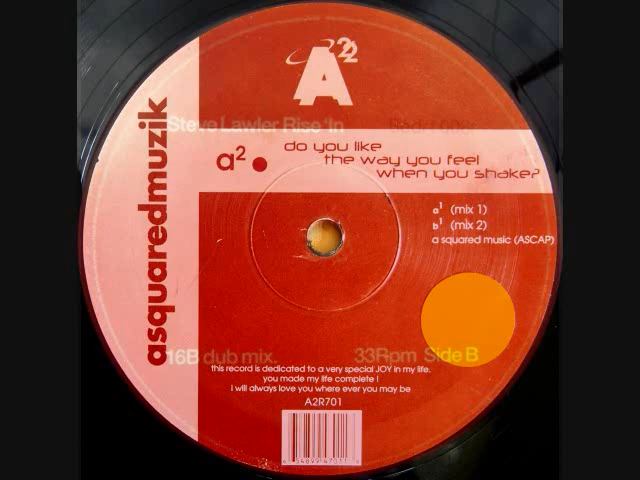 A²
Steve Lawler Rise 'In
asquaredmuzik
a²
do you like
the way you feel
when you shake?
a¹ (mix 1)
b¹ (mix 2)
a squared music (ASCAP)
16B dub mix.
33Rpm Side B
this record is dedicated to a very special JOY in my life.
you made my life complete !
i will always love you where ever you may be
A2R701